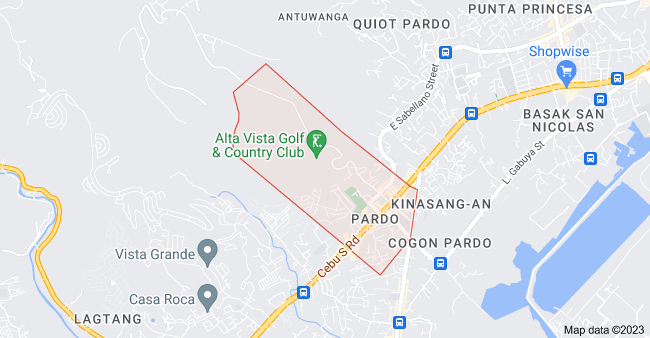 PUNTA PRINCESA
ANTUWANGA
QUIOT PARDO
Shopwise
E Sabellano Street
BASAK SAN
NICOLAS
Alta Vista Golf
& Country Club
L. Gabuya St
KINASANG-AN
PARDO
COGON PARDO
Cebu S Rd
Vista Grande
Casa Roca
LAGTANG
Map data ©2023